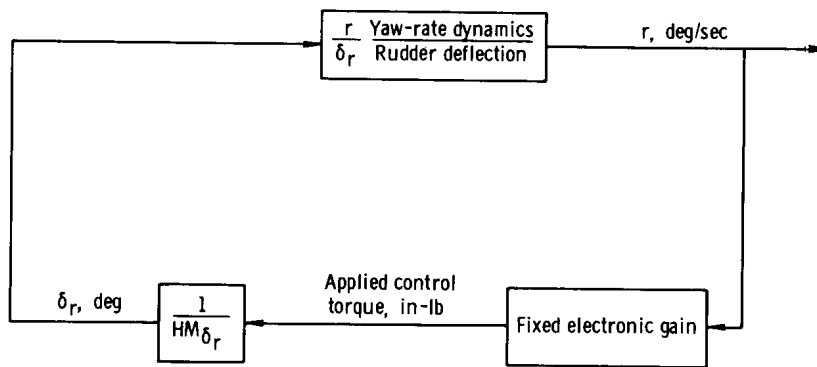 r Yaw-rate dynamics
δr Rudder deflection
r, deg/sec
δr, deg
1
HMδr
Applied control
torque, in-lb
Fixed electronic gain